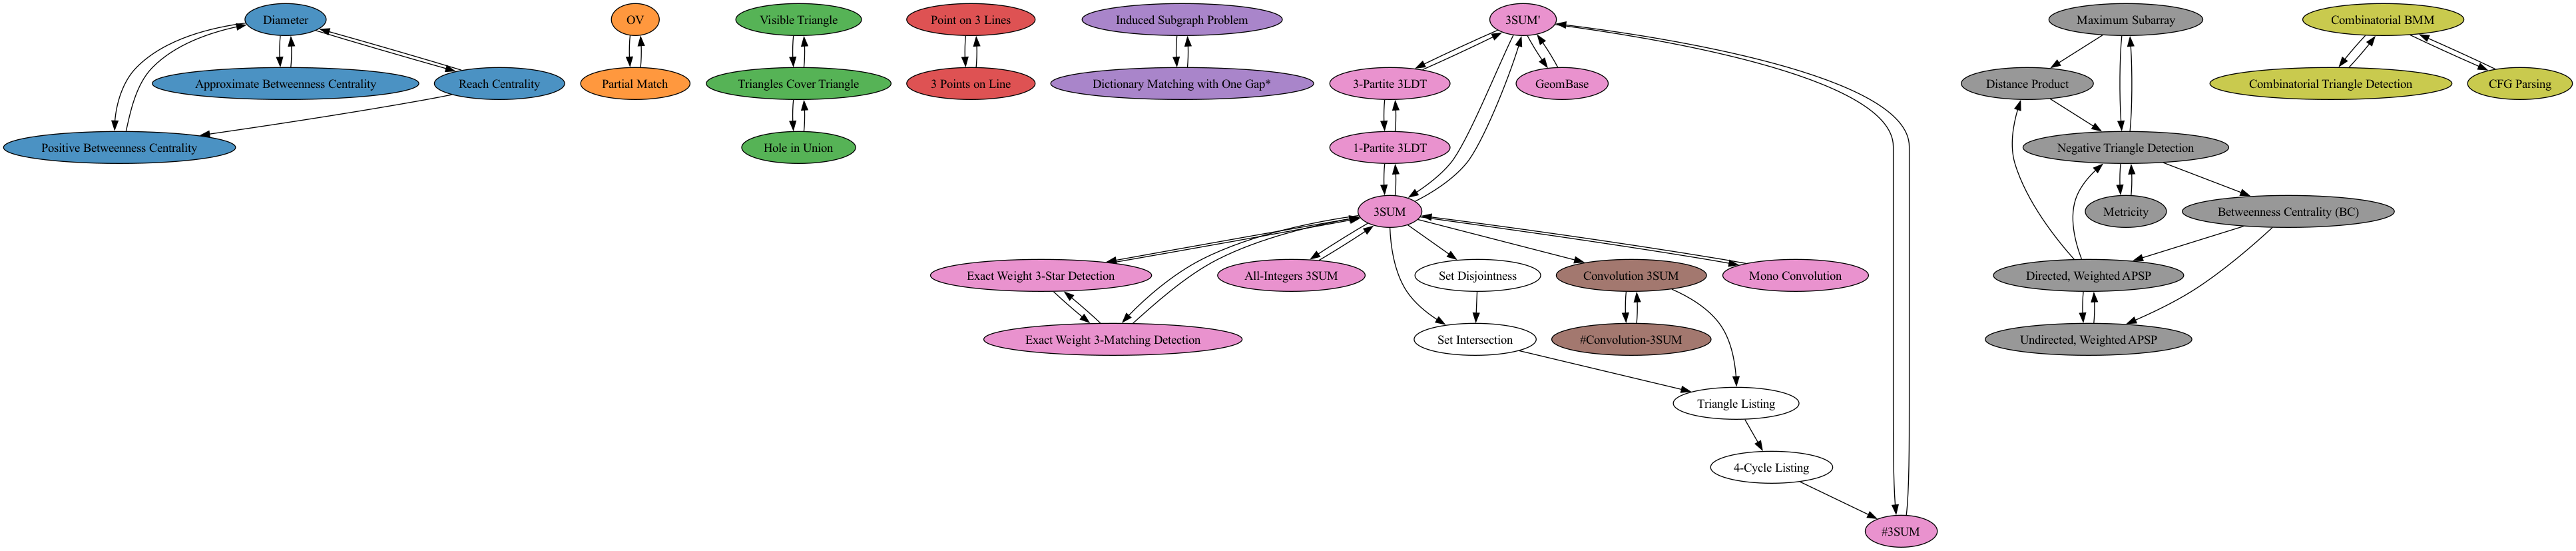 Diameter
OV
Visible Triangle
Point on 3 Lines
Induced Subgraph Problem
3SUM'
Maximum Subarray
Combinatorial BMM
Approximate Betweenness Centrality
Reach Centrality
Partial Match
Triangles Cover Triangle
3 Points on Line
Dictionary Matching with One Gap*
3-Partite 3LDT
GeomBase
Distance Product
Combinatorial Triangle Detection
CFG Parsing
Positive Betweenness Centrality
Hole in Union
1-Partite 3LDT
Negative Triangle Detection
3SUM
Metricity
Betweenness Centrality (BC)
Exact Weight 3-Star Detection
All-Integers 3SUM
Set Disjointness
Convolution 3SUM
Mono Convolution
Directed, Weighted APSP
Exact Weight 3-Matching Detection
Set Intersection
#Convolution-3SUM
Undirected, Weighted APSP
Triangle Listing
4-Cycle Listing
#3SUM